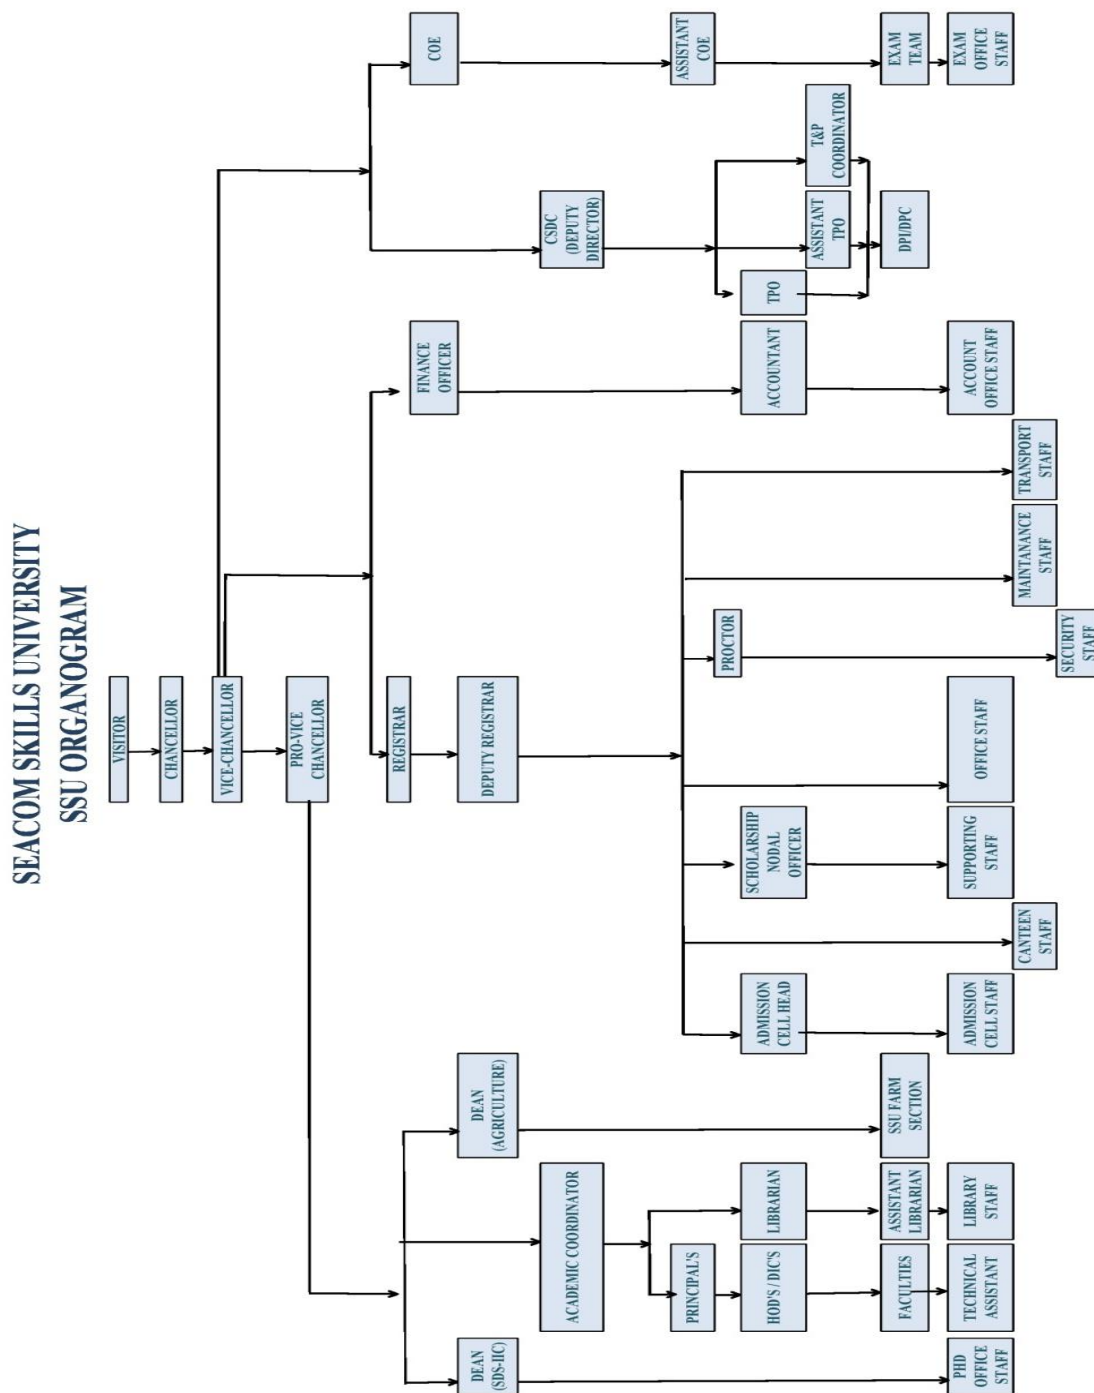 SEACOM SKILLS UNIVERSITY
SSU ORGANOGRAM
VISITOR
CHANCELLOR
VICE-CHANCELLOR
PRO-VICE
CHANCELLOR
REGISTRAR
FINANCE
OFFICER
COE
DEAN
(SDS-IIC)
DEAN
(AGRICULTURE)
DEPUTY REGISTRAR
ACADEMIC COORDINATOR
CSDC
(DEPUTY
DIRECTOR)
PRINCIPAL'S
ASSISTANT
COE
PROCTOR
HOD'S / DIC'S
LIBRARIAN
ADMISSION
CELL HEAD
SCHOLARSHIP
NODAL
OFFICER
ACCOUNTANT
TPO
ASSISTANT
TPO
T&P
COORDINATOR
FACULTIES
ASSISTANT
LIBRARIAN
SSU FARM
SECTION
DPI/DPC
EXAM
TEAM
PHD
OFFICE
STAFF
TECHNICAL
ASSISTANT
LIBRARY
STAFF
ADMISSION
CELL STAFF
SUPPORTING
STAFF
OFFICE STAFF
ACCOUNT
OFFICE STAFF
EXAM
OFFICE
STAFF
CANTEEN
STAFF
MAINTANANCE
STAFF
TRANSPORT
STAFF
SECURITY
STAFF